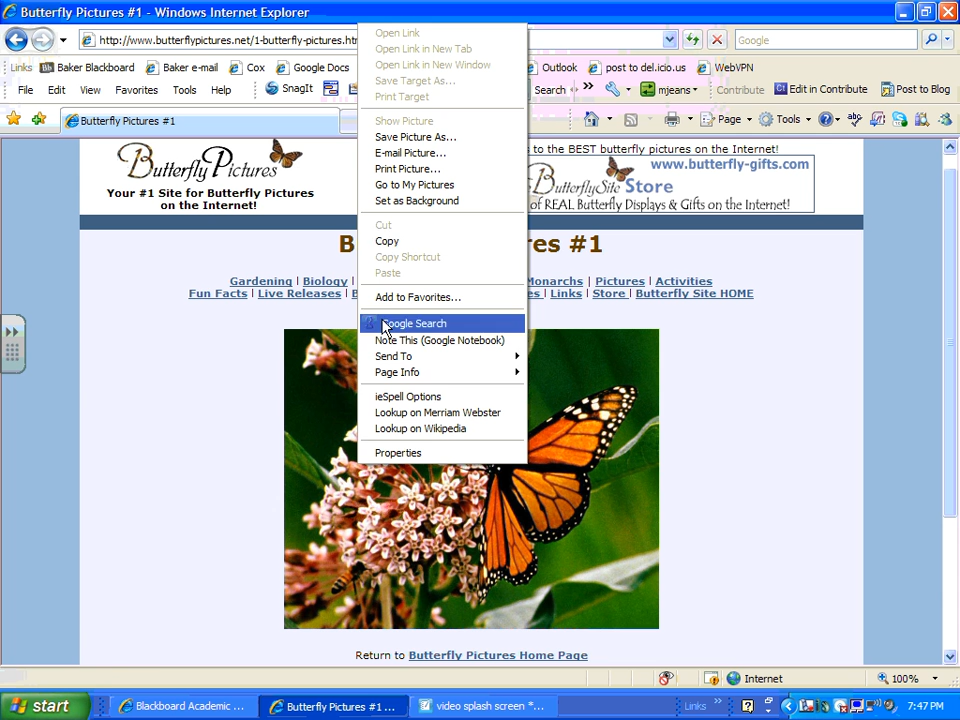 Butterfly Pictures #1 - Windows Internet Explorer
http://www.butterflypictures.net/1-butterfly-pictures.htm
Google
Links Baker Blackboard Baker e-mail Cox Google Docs Outlook post to del.icio.us WebVPN
File Edit View Favorites Tools Help SnagIt Search mjeans Contribute Edit in Contribute Post to Blog
Butterfly Pictures #1
Page Tools
Butterfly Pictures
Your #1 Site for Butterfly Pictures
on the Internet!
s to the BEST butterfly pictures on the Internet!
www.butterfly-gifts.com
ButterflySite Store
of REAL Butterfly Displays & Gifts on the Internet!
B
res #1
Gardening | Biology |
Monarchs | Pictures | Activities
Fun Facts | Live Releases | B
es | Links | Store | Butterfly Site HOME
Open Link
Open Link in New Tab
Open Link in New Window
Save Target As...
Print Target
Show Picture
Save Picture As...
E-mail Picture...
Print Picture...
Go to My Pictures
Set as Background
Cut
Copy
Copy Shortcut
Paste
Add to Favorites...
Google Search
Note This (Google Notebook)
Send To
Page Info
ieSpell Options
Lookup on Merriam Webster
Lookup on Wikipedia
Properties
Return to Butterfly Pictures Home Page
Internet
100%
start
Blackboard Academic ...
Butterfly Pictures #1 ...
video splash screen *...
Links
7:47 PM